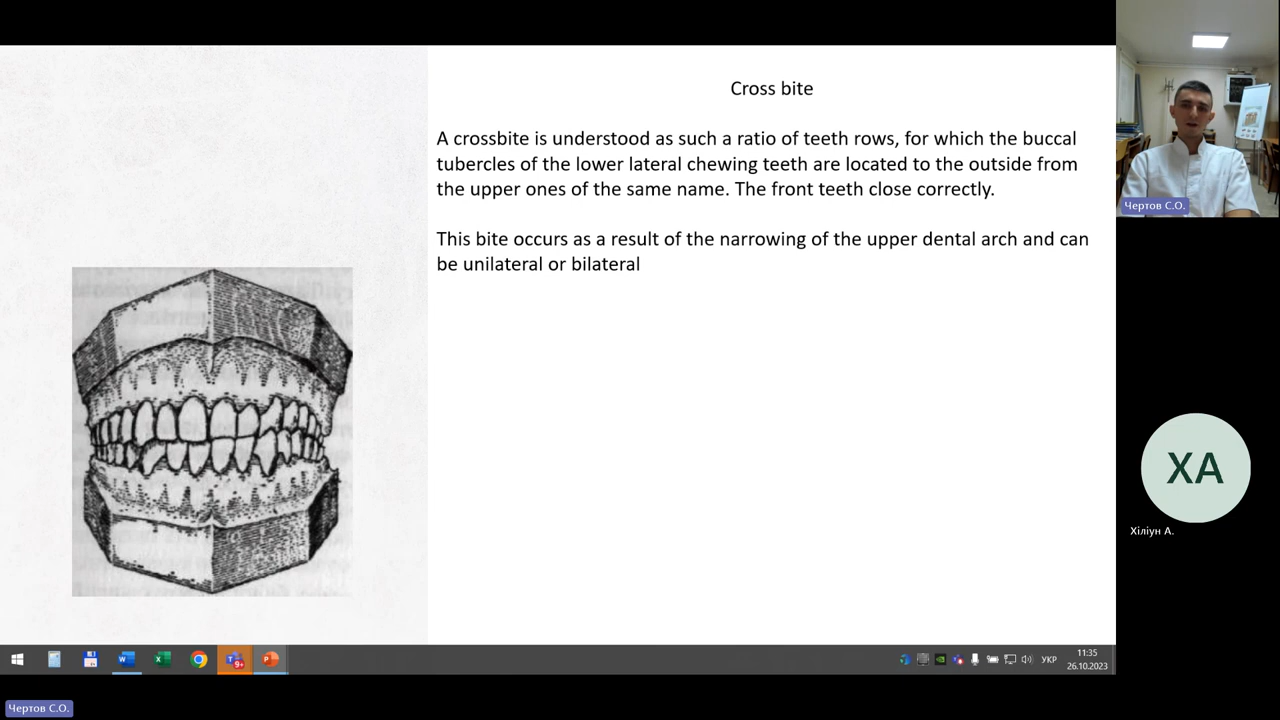 Cross bite
A crossbite is understood as such a ratio of teeth rows, for which the buccal
tubercles of the lower lateral chewing teeth are located to the outside from
the upper ones of the same name. The front teeth close correctly.
This bite occurs as a result of the narrowing of the upper dental arch and can
be unilateral or bilateral
Чертов С.О.
ХА
Хіліун А.
9+
УКР
11:35
26.10.2023
Чертов С.О.